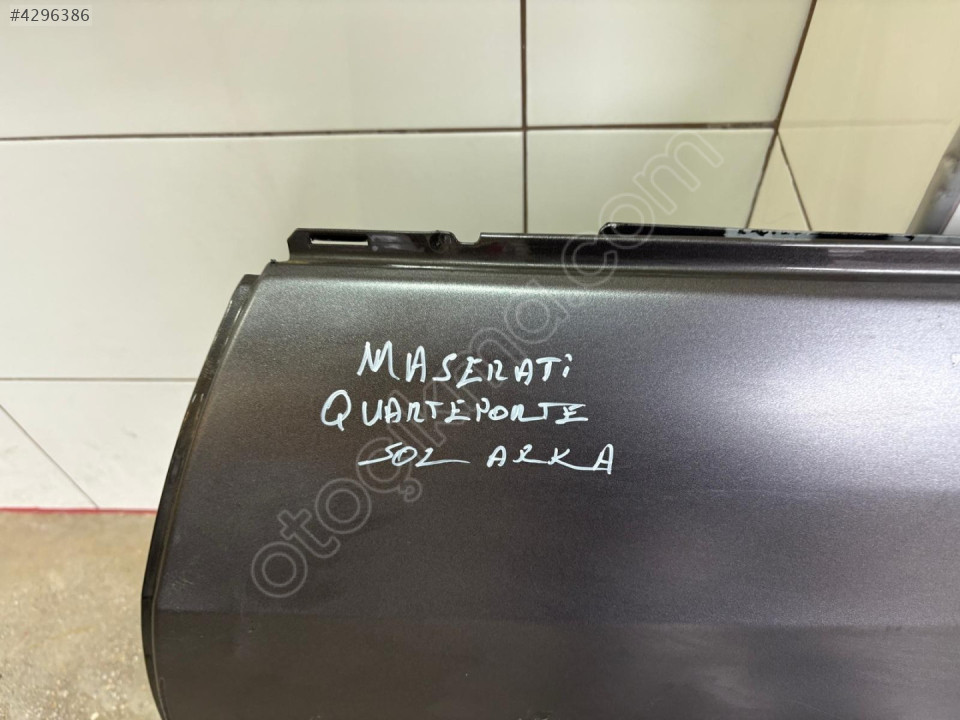 #4296386
otoçıkma.com
MASERATi
QUARTEPORTE
SOL ARKA